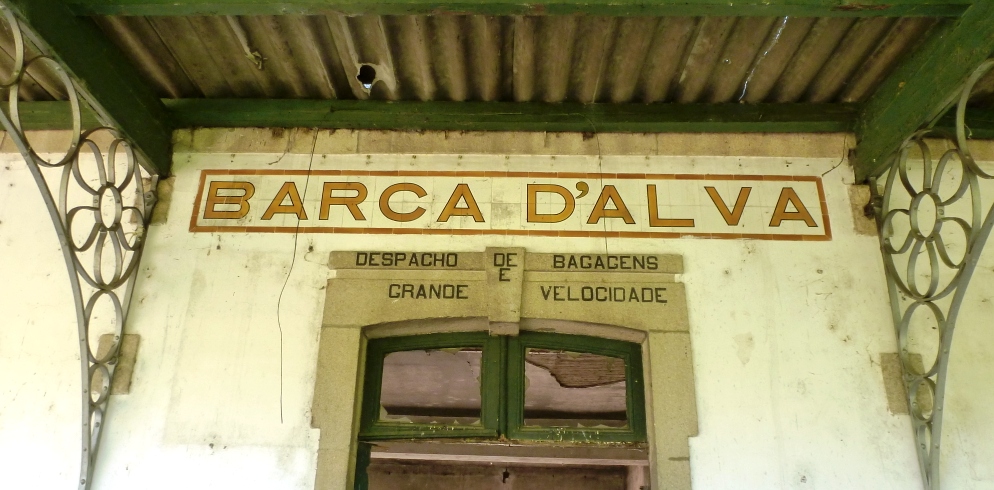 BARCA D'ALVA
DESPACHO DE BAGAGENS
E
GRANDE VELOCIDADE